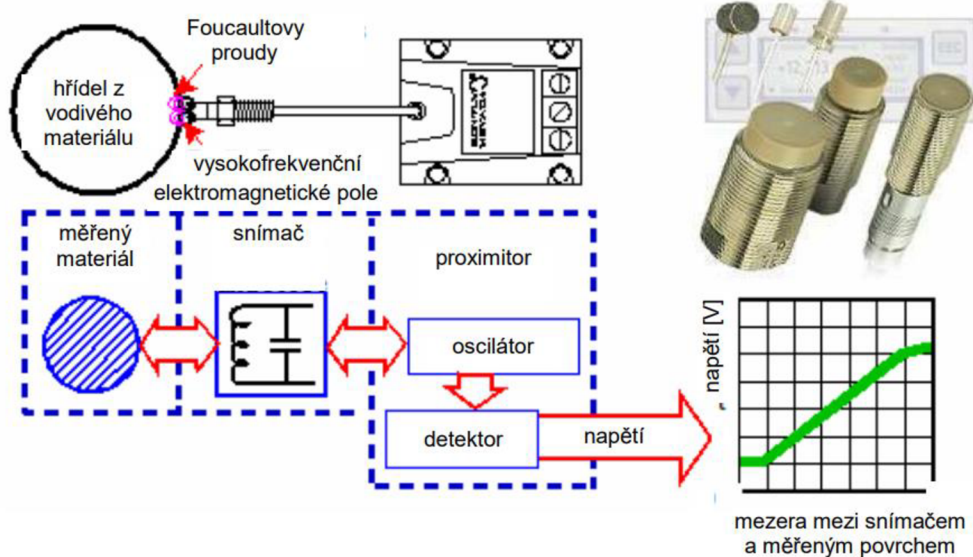 Foucaultovy
proudy
hřídel z
vodivého
materiálu
vysokofrekvenční
elektromagnetické pole
měřený
materiál
snímač
proximitor
oscilátor
detektor
napětí
napětí [V]
mezera mezi snímačem
a měřeným povrchem